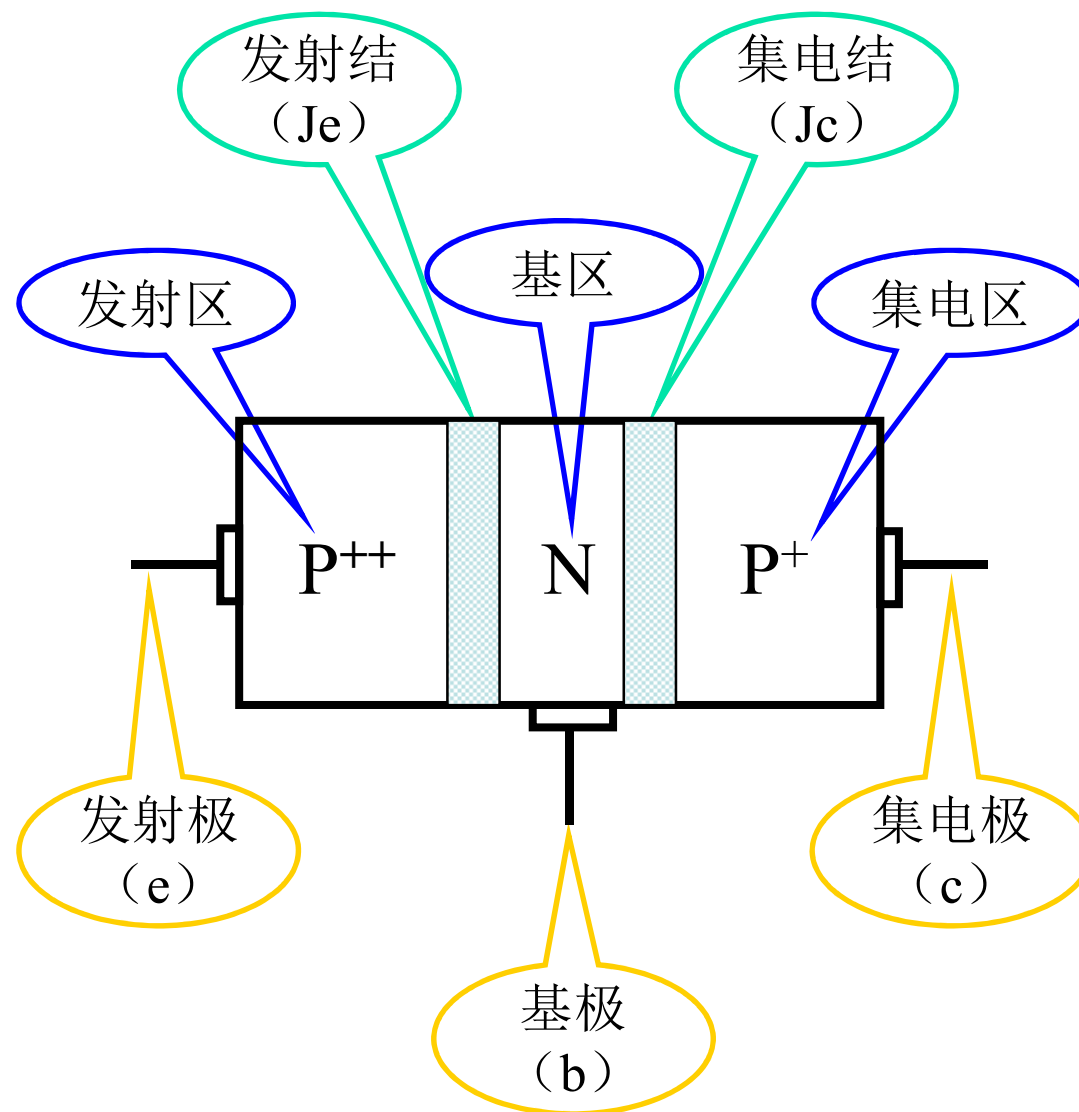 发射结
（Je）
集电结
（Jc）
发射区
基区
集电区
P++
N
P+
发射极
（e）
集电极
（c）
基极
（b）